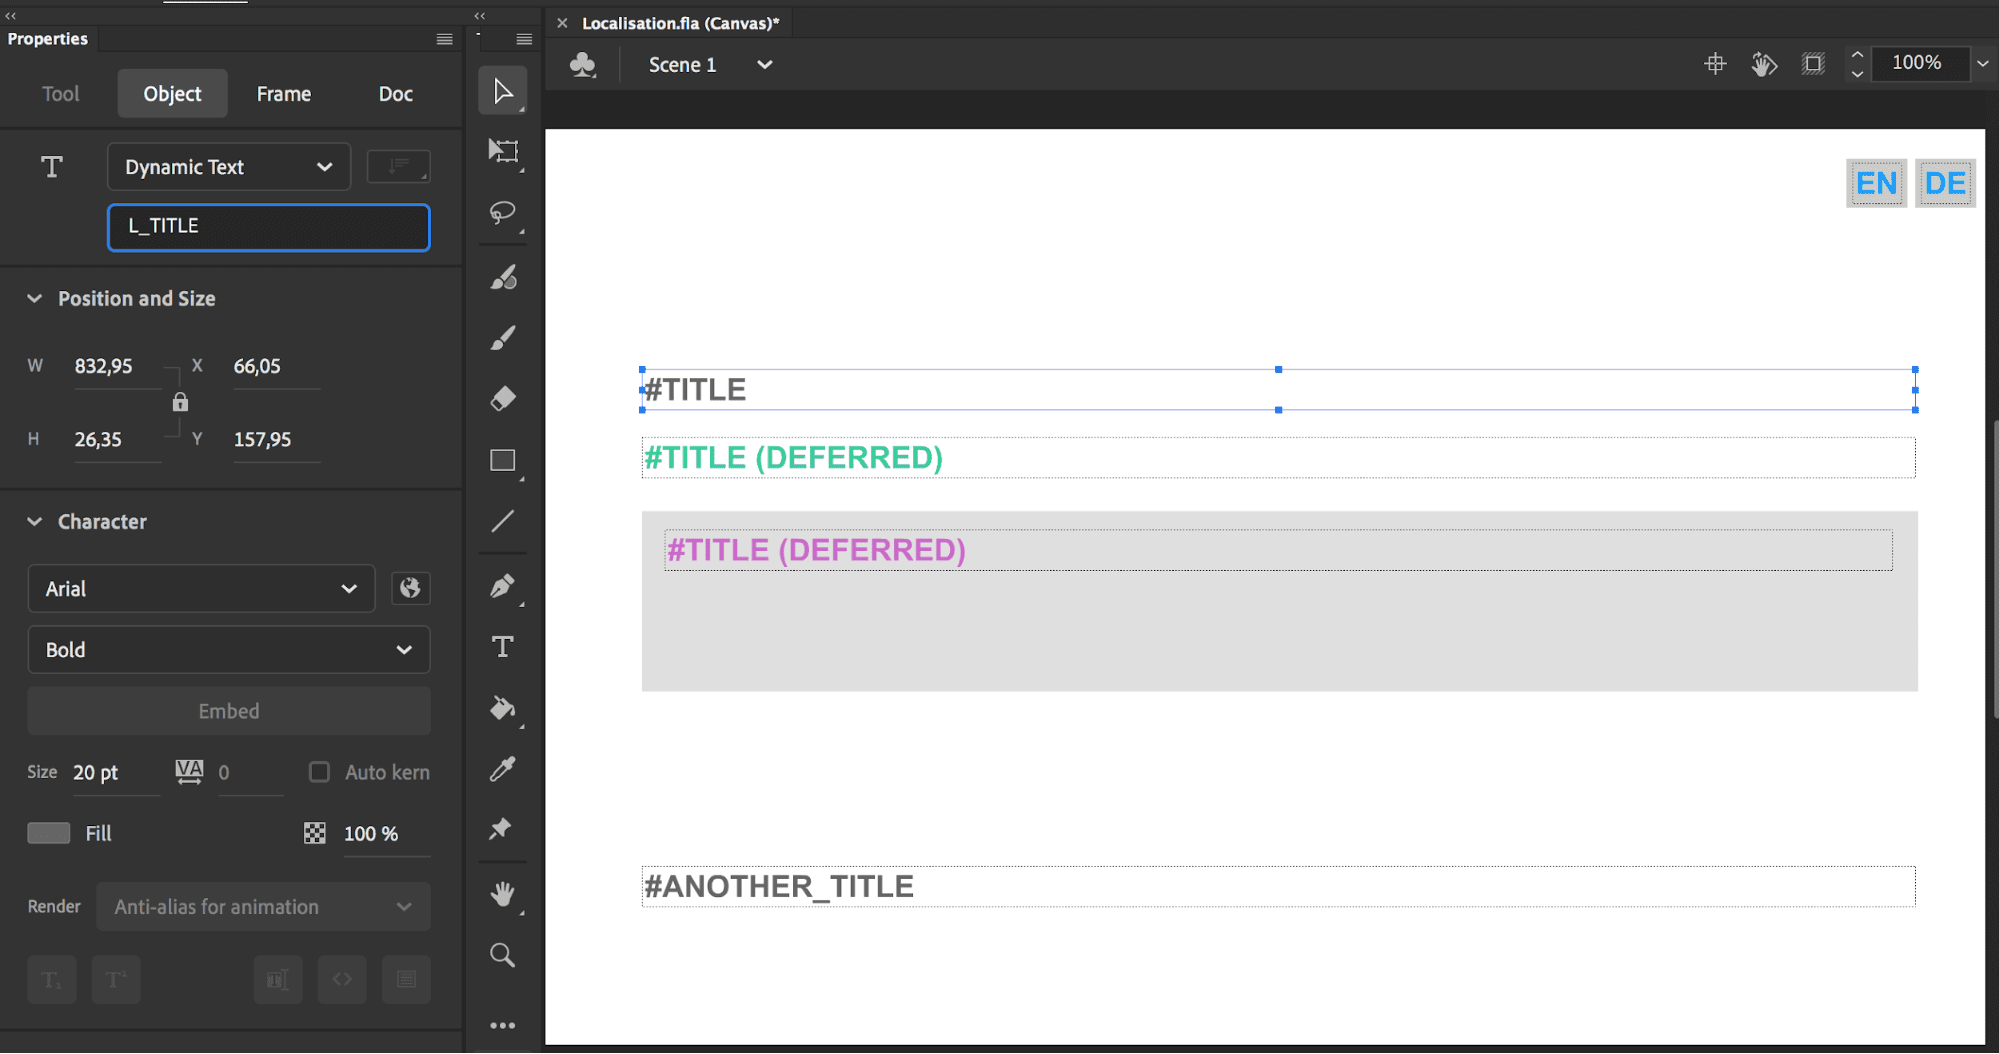 Properties
Tool Object Frame Doc
Dynamic Text
L_TITLE
Position and Size
W 832,95 X 66,05
H 26,35 Y 157,95
Character
Arial
Bold
Embed
Size 20 pt VA 0 Auto kern
Fill 100 %
Render Anti-alias for animation
Localisation.fla (Canvas)*
Scene 1
100%
EN DE
#TITLE
#TITLE (DEFERRED)
#TITLE (DEFERRED)
#ANOTHER_TITLE